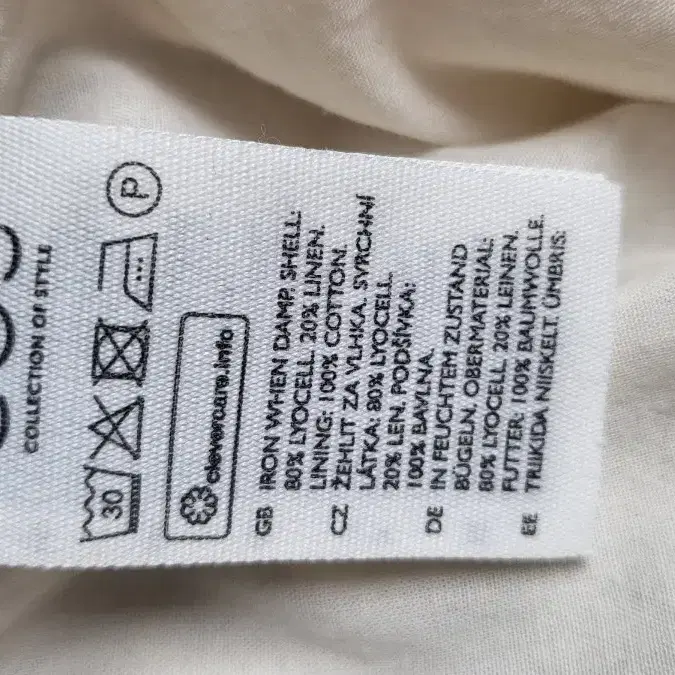 COLLECTION OF STYLE
30
P
clevercare.info
GB IRON WHEN DAMP. SHELL:
80% LYOCELL. 20% LINEN.
LINING: 100% COTTON.
CZ ŽEHLIT ZA VLHKA. SVRCHNÍ
LÁTKA: 80% LYOCELL.
20% LEN. PODŠÍVKA:
100% BAVLNA.
DE IN FEUCHTEM ZUSTAND
BÜGELN. OBERMATERIAL:
80% LYOCELL. 20% LEINEN.
FUTTER: 100% BAUMWOLLE.
EE TRIIKIDA NIISKELT. ÜMBRIS: